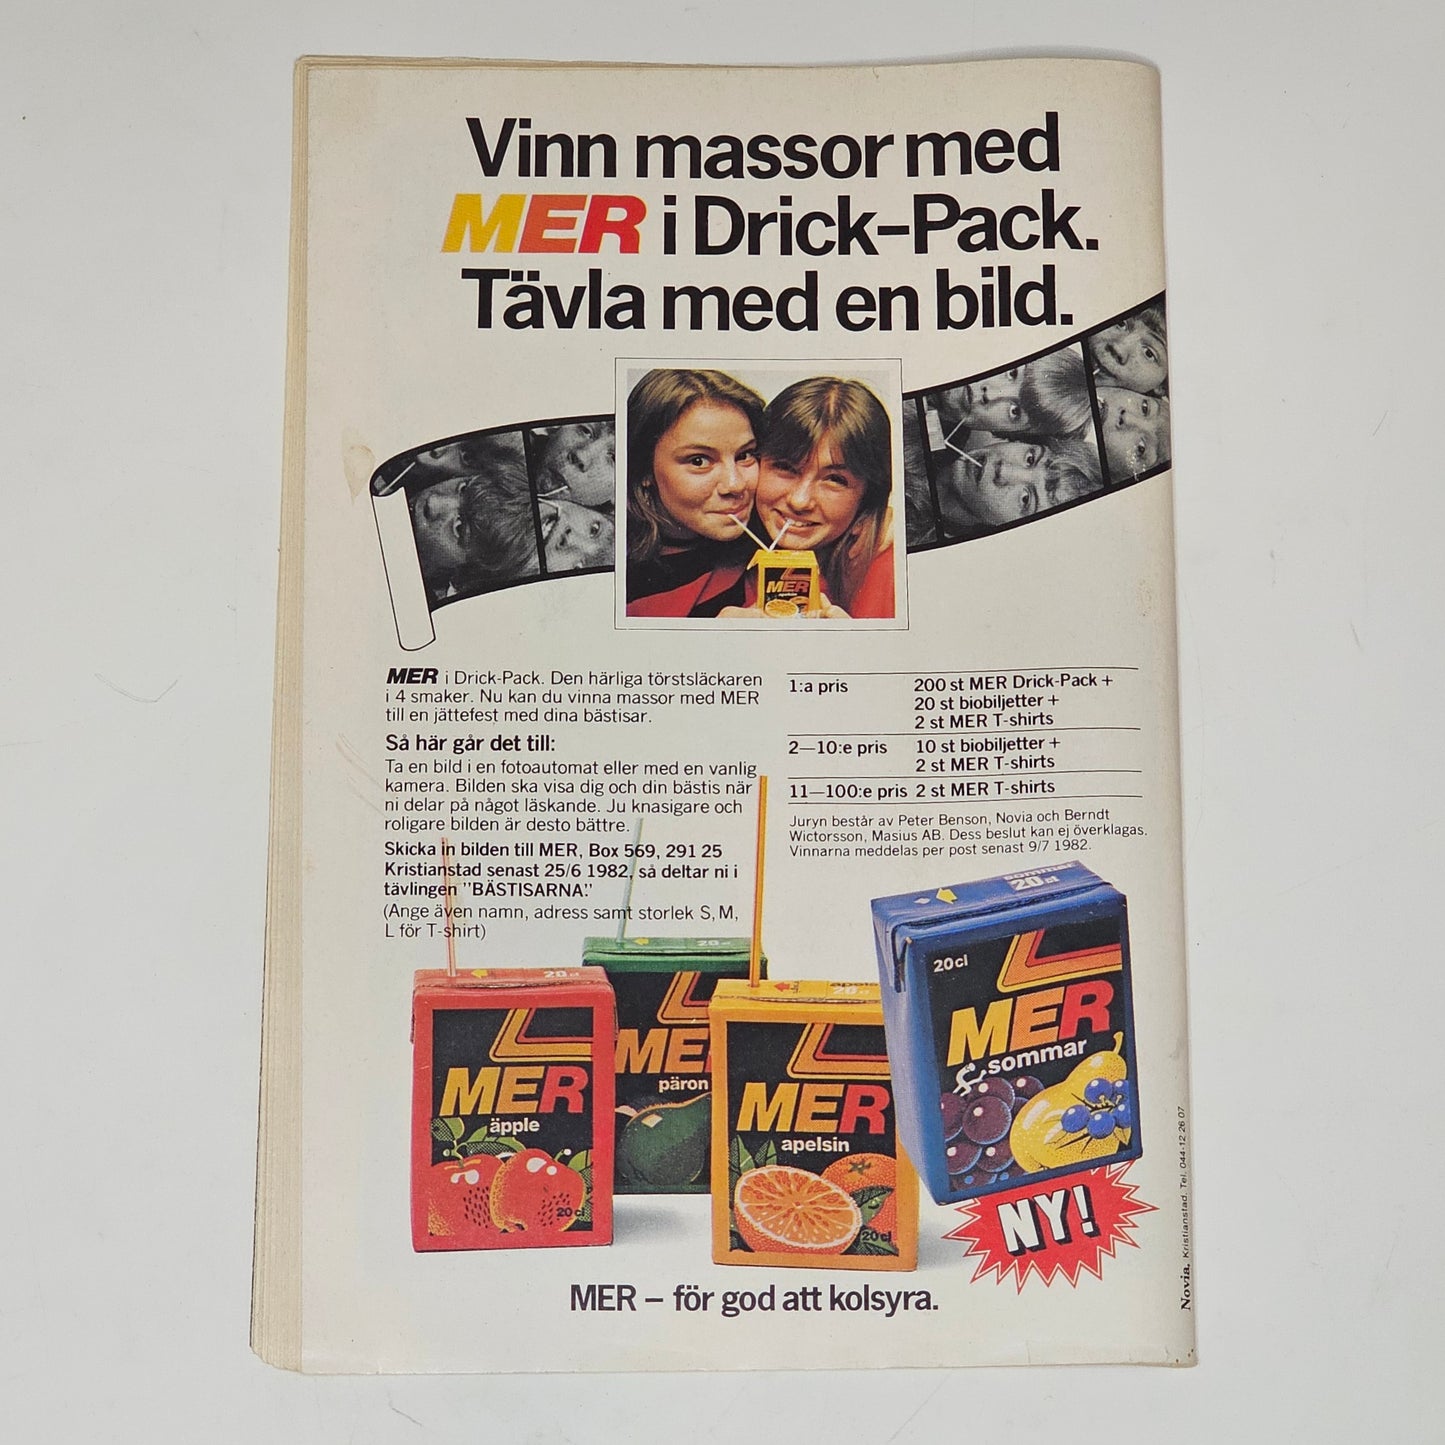 Vinn massor med
MER i Drick-Pack.
Tävla med en bild.
MER
apelsin
MER i Drick-Pack. Den härliga törstsläckaren
i 4 smaker. Nu kan du vinna massor med MER
till en jättefest med dina bästisar.
Så här går det till:
Ta en bild i en fotoautomat eller med en vanlig
kamera. Bilden ska visa dig och din bästis när
ni delar på något läskande. Ju knasigare och
roligare bilden är desto bättre.
Skicka in bilden till MER, Box 569, 291 25
Kristianstad senast 25/6 1982, så deltar ni i
tävlingen "BÄSTISARNA!"
(Ange även namn, adress samt storlek S, M,
L för T-shirt)
1:a pris 200 st MER Drick-Pack +
20 st biobiljetter +
2 st MER T-shirts
2—10:e pris 10 st biobiljetter +
2 st MER T-shirts
11—100:e pris 2 st MER T-shirts
Juryn består av Peter Benson, Novia och Berndt
Wictorsson, Masius AB. Dess beslut kan ej överklagas.
Vinnarna meddelas per post senast 9/7 1982.
20 cl
MER
äpple
20 cl
20 cl
MER
päron
apelsin
20 cl
MER
apelsin
20 cl
sommar
20 cl
20 cl
MER
sommar
NY!
MER – för god att kolsyra.
Novia. Kristianstad. Tel. 044-12 26 07